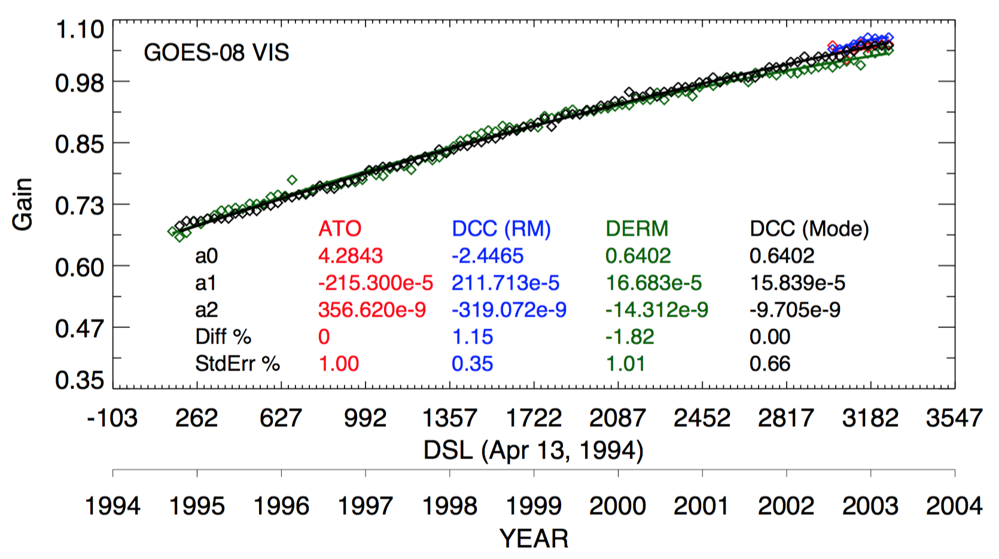 1.10
GOES-08 VIS
0.98
0.85
Gain
0.73
ATO DCC (RM) DERM DCC (Mode)
a0 4.2843 -2.4465 0.6402 0.6402
0.60
a1 -215.300e-5 211.713e-5 16.683e-5 15.839e-5
a2 356.620e-9 -319.072e-9 -14.312e-9 -9.705e-9
0.47
Diff % 0 1.15 -1.82 0.00
StdErr % 1.00 0.35 1.01 0.66
0.35
-103 262 627 992 1357 1722 2087 2452 2817 3182 3547
DSL (Apr 13, 1994)
1994 1995 1996 1997 1998 1999 2000 2001 2002 2003 2004
YEAR